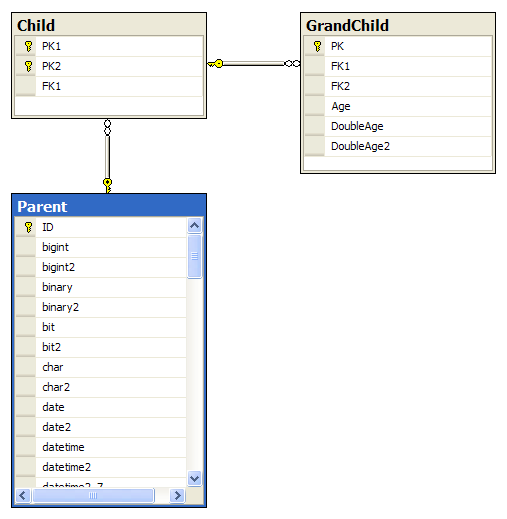 Child
PK1
PK2
FK1
GrandChild
PK
FK1
FK2
Age
DoubleAge
DoubleAge2
Parent
ID
bigint
bigint2
binary
binary2
bit
bit2
char
char2
date
date2
datetime
datetime2
datetime2_7